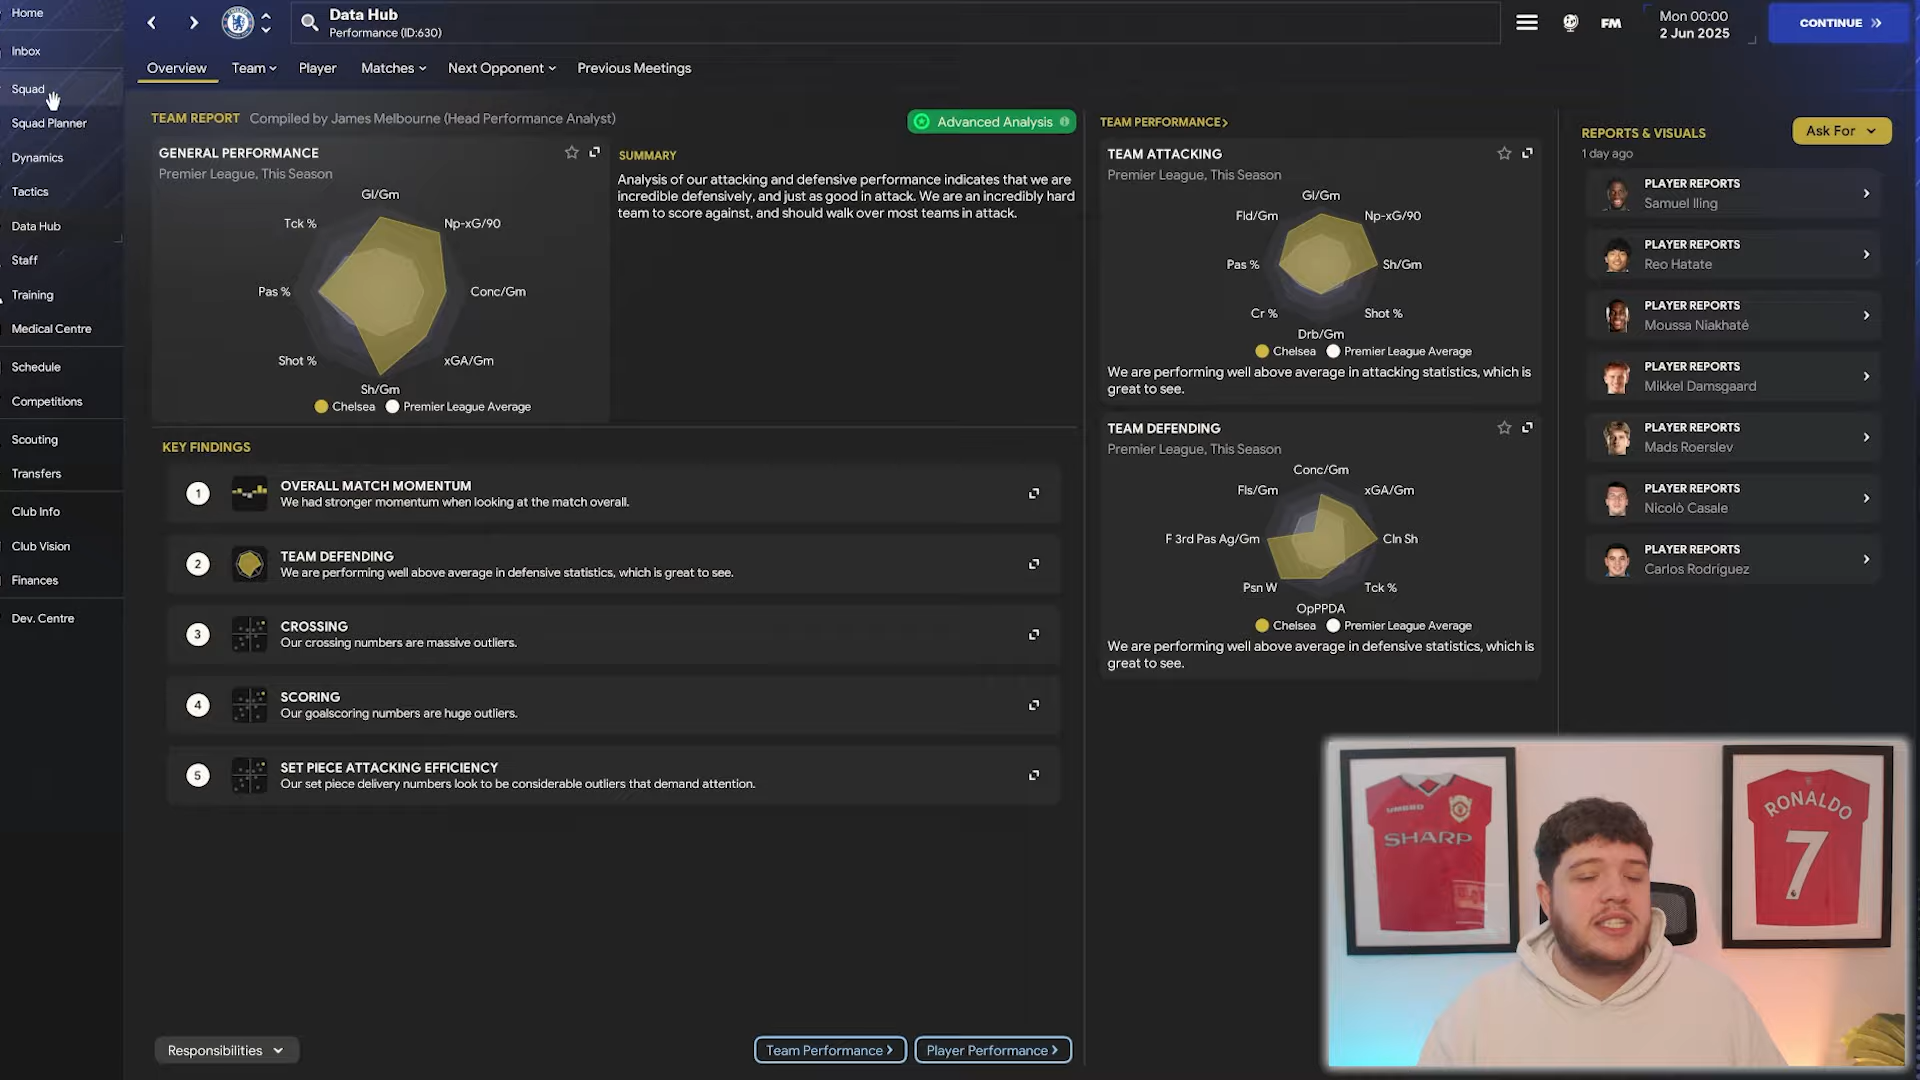 Home
Inbox
Squad
Squad Planner
Dynamics
Tactics
Data Hub
Staff
Training
Medical Centre
Schedule
Competitions
Scouting
Transfers
Club Info
Club Vision
Finances
Dev. Centre
Data Hub
Performance (ID:630)
FM
Mon 00:00
2 Jun 2025
CONTINUE
Overview
Team
Player
Matches
Next Opponent
Previous Meetings
TEAM REPORT Compiled by James Melbourne (Head Performance Analyst)
Advanced Analysis
GENERAL PERFORMANCE
Premier League, This Season
Gl/Gm
Tck %
Np-xG/90
Pas %
Conc/Gm
Shot %
xGA/Gm
Sh/Gm
Chelsea
Premier League Average
SUMMARY
Analysis of our attacking and defensive performance indicates that we are
incredible defensively, and just as good in attack. We are an incredibly hard
team to score against, and should walk over most teams in attack.
KEY FINDINGS
1
OVERALL MATCH MOMENTUM
We had stronger momentum when looking at the match overall.
2
TEAM DEFENDING
We are performing well above average in defensive statistics, which is great to see.
3
CROSSING
Our crossing numbers are massive outliers.
4
SCORING
Our goalscoring numbers are huge outliers.
5
SET PIECE ATTACKING EFFICIENCY
Our set piece delivery numbers look to be considerable outliers that demand attention.
Responsibilities
Team Performance >
Player Performance >
TEAM PERFORMANCE >
TEAM ATTACKING
Premier League, This Season
Gl/Gm
Fld/Gm
Np-xG/90
Pas %
Sh/Gm
Cr %
Shot %
Drb/Gm
Chelsea
Premier League Average
We are performing well above average in attacking statistics, which is
great to see.
TEAM DEFENDING
Premier League, This Season
Conc/Gm
Fls/Gm
xGA/Gm
F 3rd Pas Ag/Gm
Cln Sh
Psn W
Tck %
OpPPDA
Chelsea
Premier League Average
We are performing well above average in defensive statistics, which is
great to see.
REPORTS & VISUALS
1 day ago
Ask For
PLAYER REPORTS
Samuel Iling
PLAYER REPORTS
Reo Hatate
PLAYER REPORTS
Moussa Niakhaté
PLAYER REPORTS
Mikkel Damsgaard
PLAYER REPORTS
Mads Roerslev
PLAYER REPORTS
Nicolò Casale
PLAYER REPORTS
Carlos Rodríguez
UMBRO
SHARP
RONALDO
7